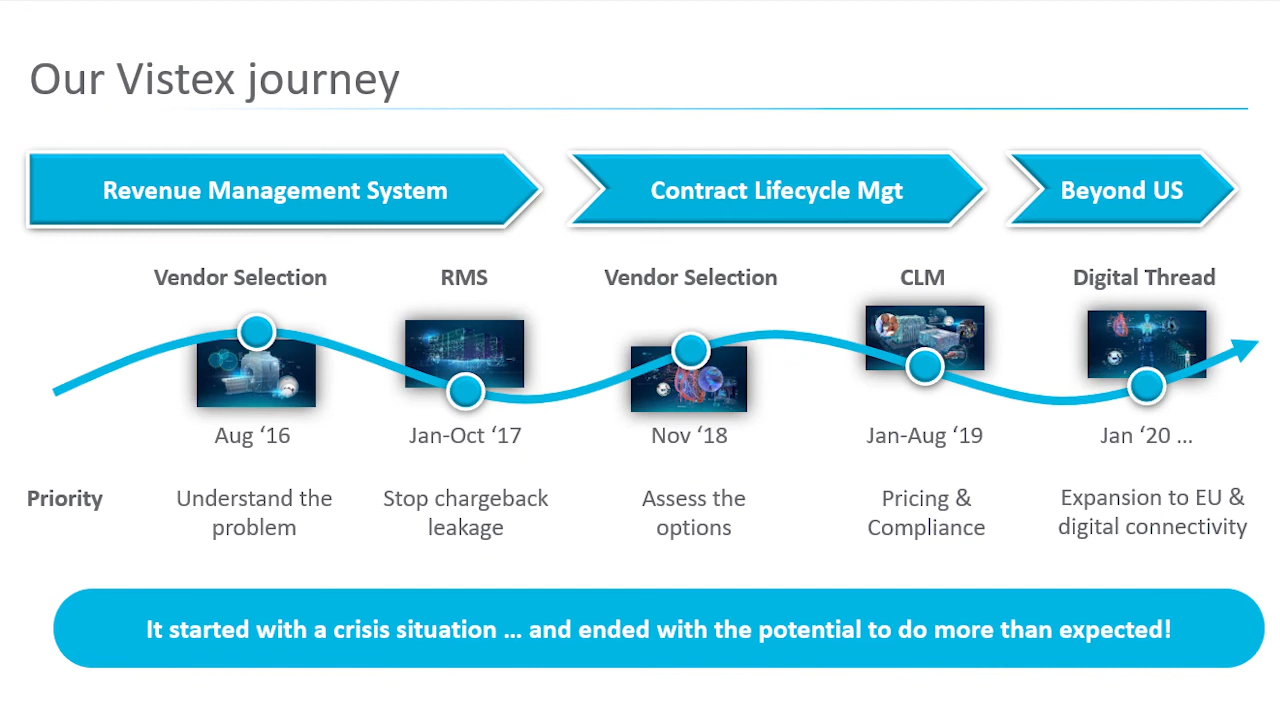 Our Vistex journey
Revenue Management System
Contract Lifecycle Mgt
Beyond US
Vendor Selection
RMS
Vendor Selection
CLM
Digital Thread
Aug ‘16
Jan-Oct ‘17
Nov ‘18
Jan-Aug ‘19
Jan ‘20 ...
Priority
Understand the
problem
Stop chargeback
leakage
Assess the
options
Pricing &
Compliance
Expansion to EU &
digital connectivity
It started with a crisis situation ... and ended with the potential to do more than expected!